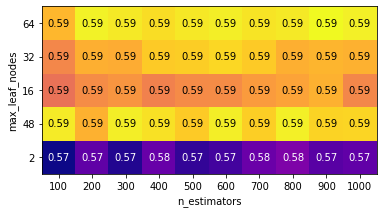 max_leaf_nodes
64 0.59 0.59 0.59 0.59 0.59 0.59 0.59 0.59 0.59 0.59
32 0.59 0.59 0.59 0.59 0.59 0.59 0.59 0.59 0.59 0.59
16 0.59 0.59 0.59 0.59 0.59 0.59 0.59 0.59 0.59 0.59
48 0.59 0.59 0.59 0.59 0.59 0.59 0.59 0.59 0.59 0.59
2 0.57 0.57 0.57 0.58 0.57 0.57 0.58 0.58 0.57 0.57
100 200 300 400 500 600 700 800 900 1000
n_estimators